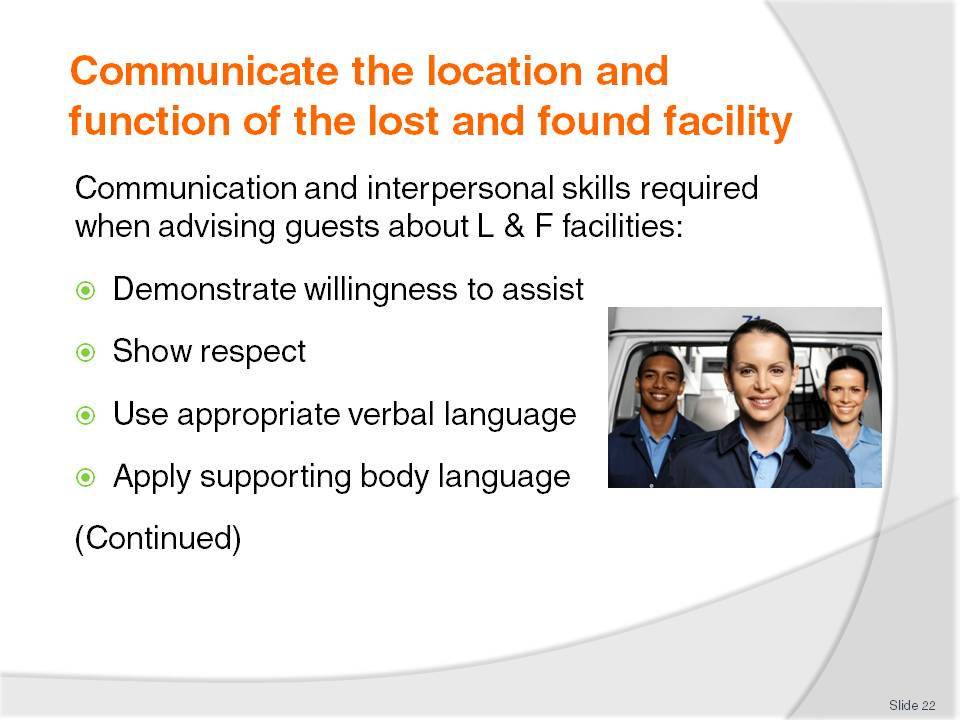 Communicate the location and
function of the lost and found facility
Communication and interpersonal skills required
when advising guests about L & F facilities:
Demonstrate willingness to assist
Show respect
Use appropriate verbal language
Apply supporting body language
(Continued)
Slide 22